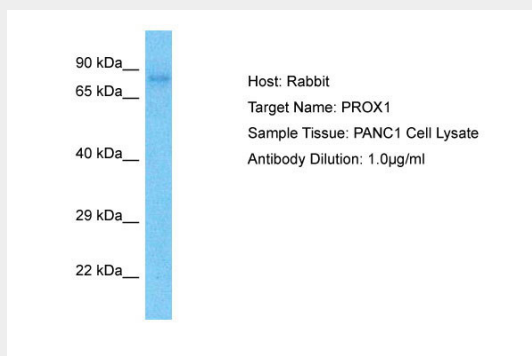 90 kDa__
65 kDa__
40 kDa__
29 kDa__
22 kDa__
Host: Rabbit
Target Name: PROX1
Sample Tissue: PANC1 Cell Lysate
Antibody Dilution: 1.0µg/ml